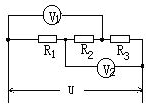 V₁
R₁ R₂ R₃
V₂
U